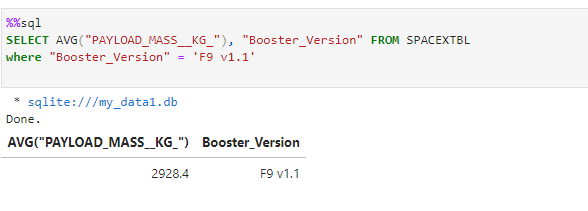 %%sql
SELECT AVG("PAYLOAD_MASS__KG_"), "Booster_Version" FROM SPACEXTBL
where "Booster_Version" = 'F9 v1.1'
* sqlite:///my_data1.db
Done.
AVG("PAYLOAD_MASS__KG_") Booster_Version
2928.4 F9 v1.1